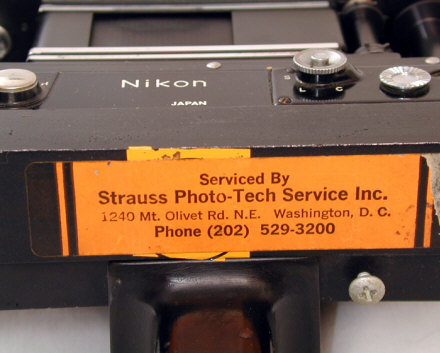 Nikon
JAPAN
S
L C
Serviced By
Strauss Photo-Tech Service Inc.
1240 Mt. Olivet Rd. N.E. Washington, D. C.
Phone (202) 529-3200